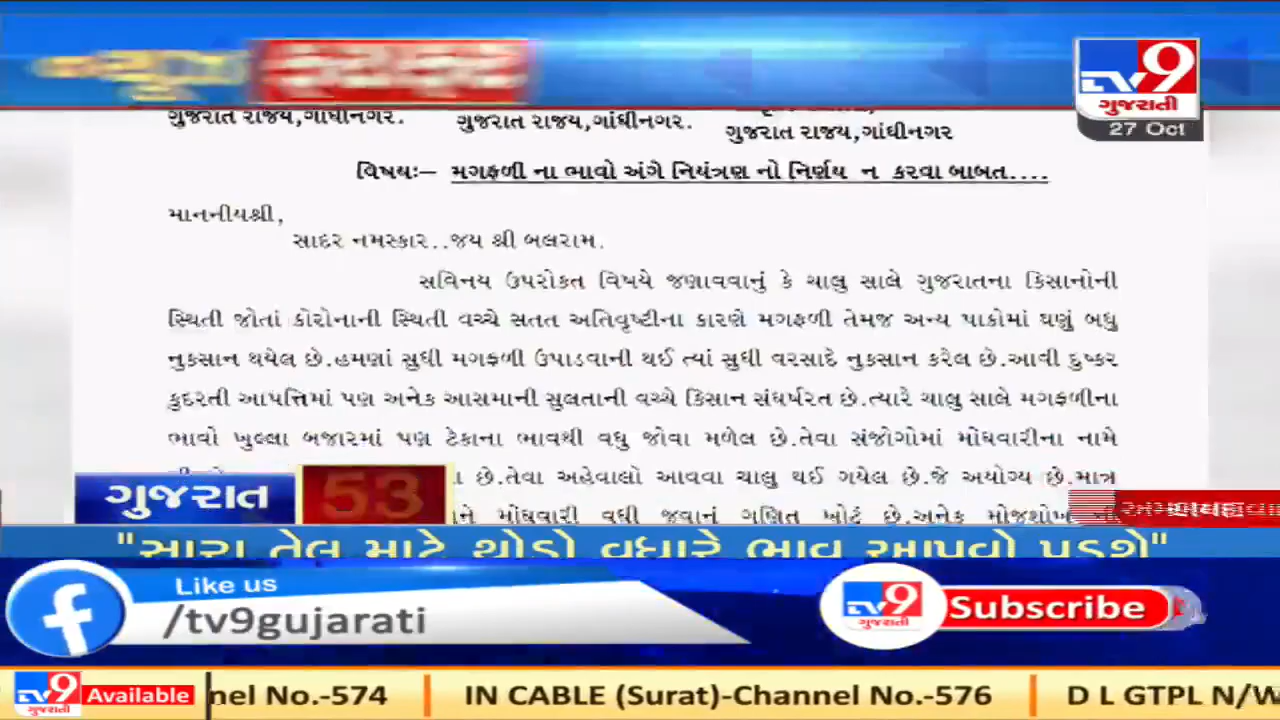 TV9
ગુજરાતી
27 Oct
ગુજરાત રાજ્ય,ગાંધીનગર.
ગુજરાત રાજ્ય,ગાંધીનગર.
ગુજરાત રાજ્ય,ગાંધીનગર
વિષયઃ– મગફળી ના ભાવો અંગે નિયંત્રણ નો નિર્ણય ન કરવા બાબત....
માનનીયશ્રી,
સાદર નમસ્કાર..જય શ્રી બલરામ.
સવિનય ઉપરોકત વિષયે જણાવવાનું કે ચાલુ સાલે ગુજરાતના કિસાનોની
સ્થિતી જોતાં કોરોનાની સ્થિતી વચ્ચે સતત અતિવૃષ્ટીના કારણે મગફળી તેમજ અન્ય પાકોમાં ઘણું બધુ
નુકસાન થયેલ છે.હમણાં સુધી મગફળી ઉપાડવાની થઈ ત્યાં સુધી વરસાદે નુકસાન કરેલ છે.આવી દુષ્કર
કુદરતી આપત્તિમાં પણ અનેક આસમાની સુલતાની વચ્ચે કિસાન સંઘર્ષરત છે.ત્યારે ચાલુ સાલે મગફળીના
ભાવો ખુલ્લા બજારમાં પણ ટેકાના ભાવથી વધુ જોવા મળેલ છે.તેવા સંજોગોમાં મોંઘવારીના નામે
છે.તેવા અહેવાલો આવવા ચાલુ થઈ ગયેલ છે.જે અયોગ્ય છે.માત્ર
મોંઘવારી વધી જવાનું ગણિત ખોટું છે.અનેક મોજશોખ
ગુજરાત 53
"સારા તેલ માટે થોડો વધારે ભાવ આપવો પડશે"
Like us
/tv9gujarati
TV9
ગુજરાતી
Subscribe
TV9
ગુજરાતી
Available
nel No.-574 | IN CABLE (Surat)-Channel No.-576 | D L GTPL N/W